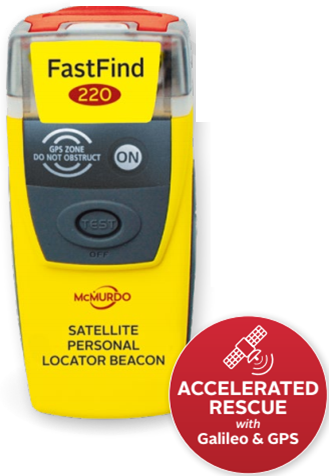 FastFind
220
GPS ZONE
DO NOT OBSTRUCT
ON
TEST
OFF
McMURDO
SATELLITE
PERSONAL
LOCATOR BEACON
ACCELERATED
RESCUE
with
Galileo & GPS